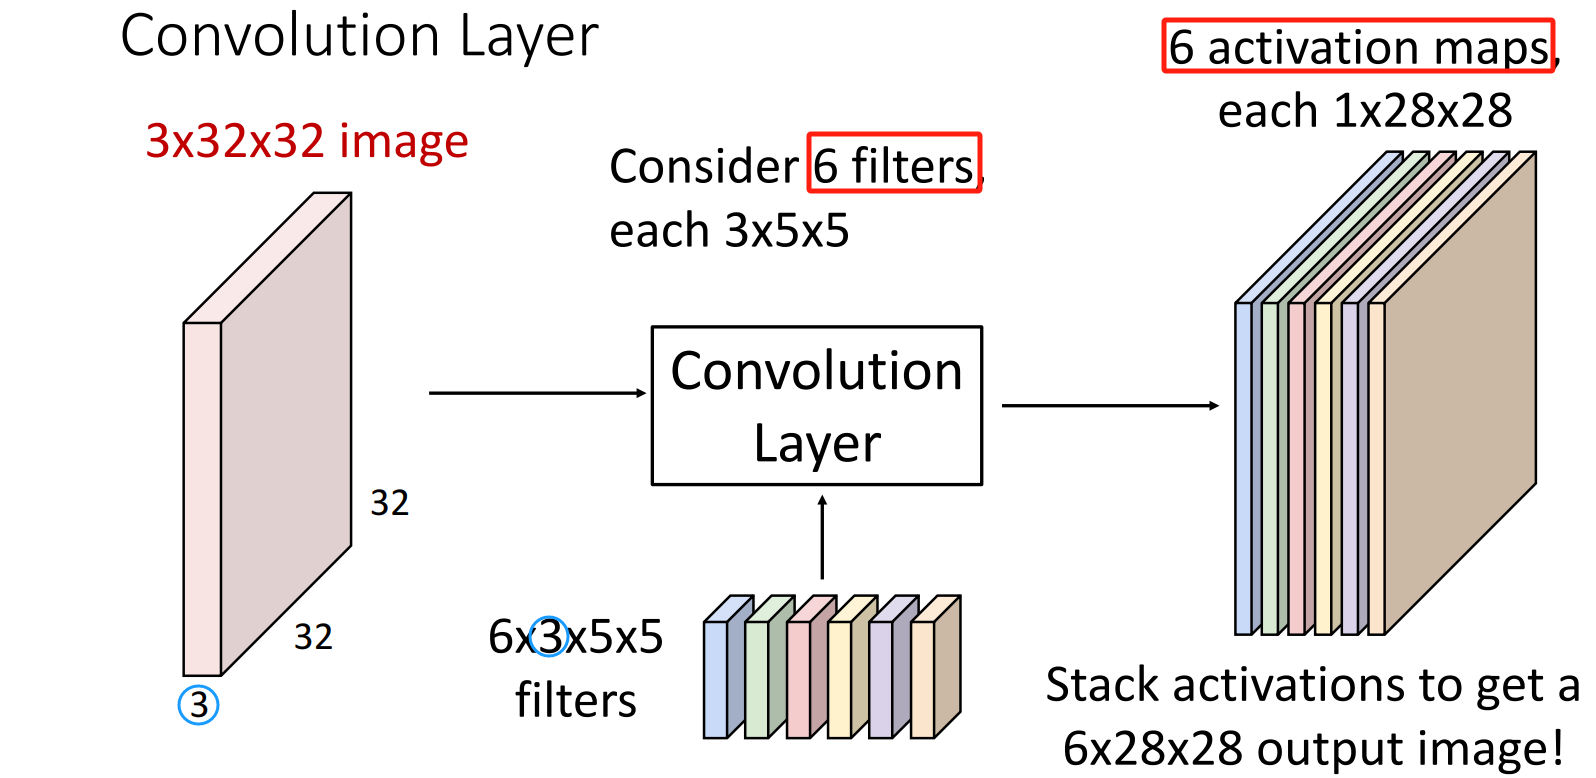 Convolution Layer
3x32x32 image
Consider 6 filters,
each 3x5x5
6 activation maps,
each 1x28x28
Convolution
Layer
32
32
3
6x3x5x5
filters
Stack activations to get a
6x28x28 output image!